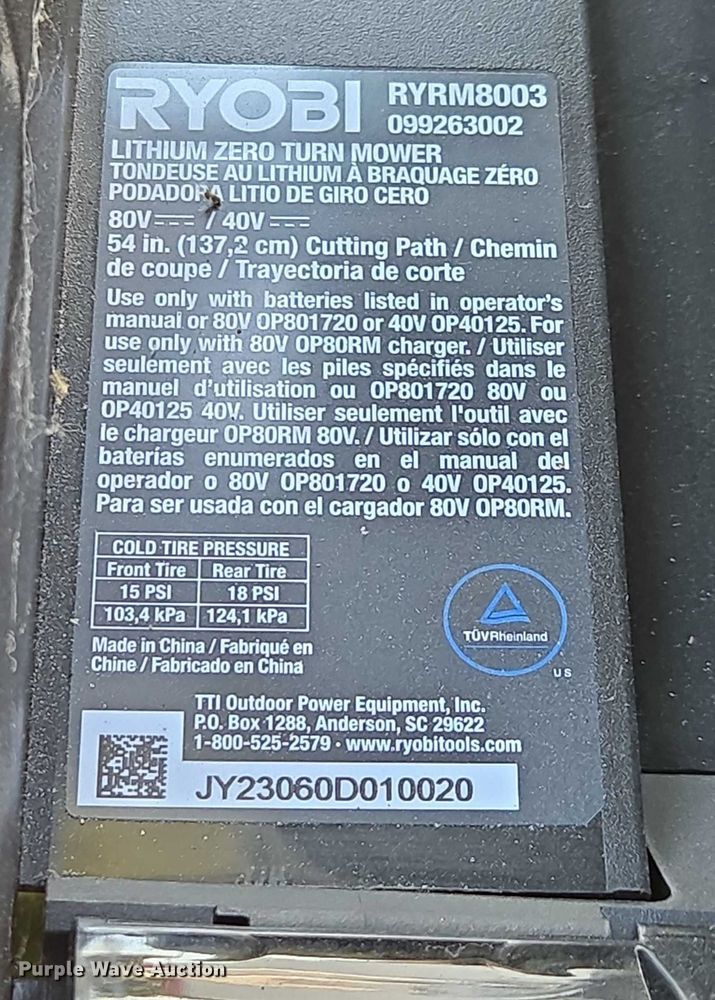 RYOBI RYRM8003
099263002
LITHIUM ZERO TURN MOWER
TONDEUSE AU LITHIUM À BRAQUAGE ZÉRO
PODADORA LITIO DE GIRO CERO
80V / 40V
54 in. (137,2 cm) Cutting Path / Chemin
de coupe / Trayectoria de corte
Use only with batteries listed in operator's
manual or 80V OP801720 or 40V OP40125. For
use only with 80V OP80RM charger. / Utiliser
seulement avec les piles spécifiés dans le
manuel d'utilisation ou OP801720 80V ou
OP40125 40V. Utiliser seulement l'outil avec
le chargeur OP80RM 80V. / Utilizar sólo con el
baterías enumerados en el manual del
operador o 80V OP801720 o 40V OP40125.
Para ser usada con el cargador 80V OP80RM.
COLD TIRE PRESSURE
Front Tire Rear Tire
15 PSI 18 PSI
103,4 kPa 124,1 kPa
TÜVRheinland
US
Made in China / Fabriqué en
Chine / Fabricado en China
TTI Outdoor Power Equipment, Inc.
P.O. Box 1288, Anderson, SC 29622
1-800-525-2579 · www.ryobitools.com
JY23060D010020
Purple Wave Auction